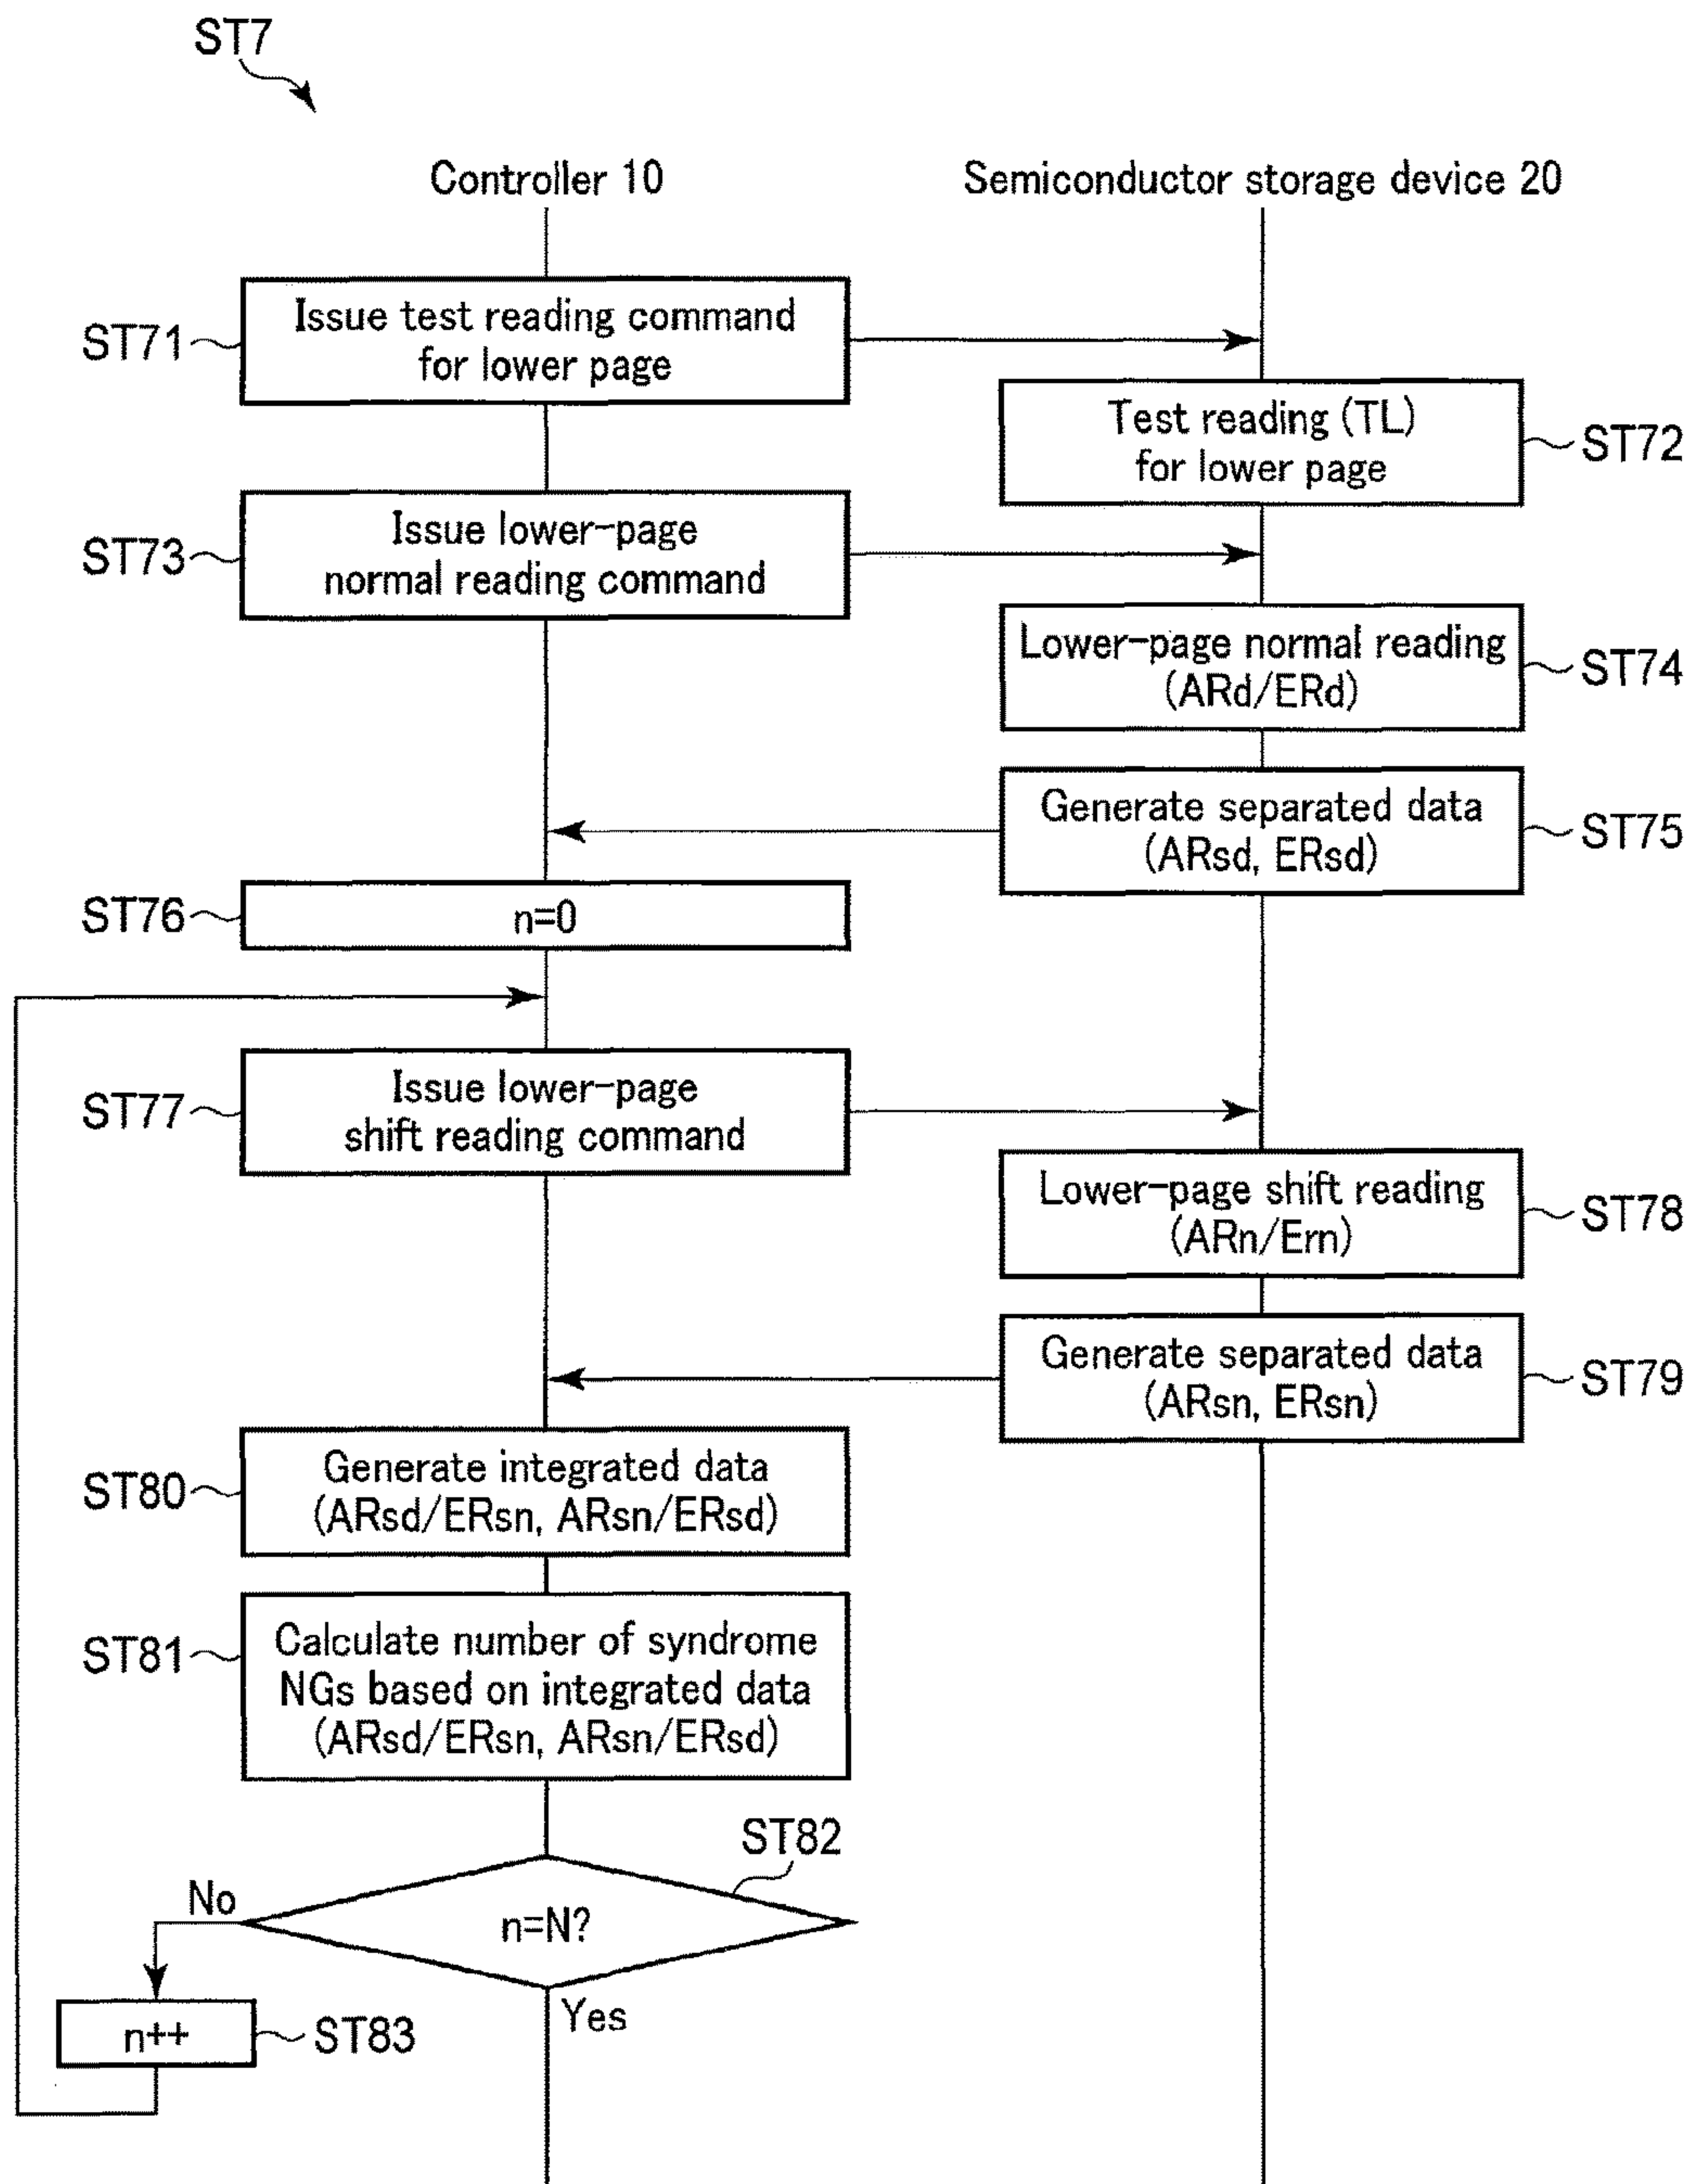 ST7
Controller 10
Semiconductor storage device 20
ST71
Issue test reading command
for lower page
Test reading (TL)
for lower page
ST72
ST73
Issue lower-page
normal reading command
Lower-page normal reading
(ARd/ERd)
ST74
Generate separated data
(ARsd, ERsd)
ST75
ST76
n=0
ST77
Issue lower-page
shift reading command
Lower-page shift reading
(ARn/Ern)
ST78
Generate separated data
(ARsn, ERsn)
ST79
ST80
Generate integrated data
(ARsd/ERsn, ARsn/ERsd)
ST81
Calculate number of syndrome
NGs based on integrated data
(ARsd/ERsn, ARsn/ERsd)
ST82
No
n=N?
Yes
n++
ST83